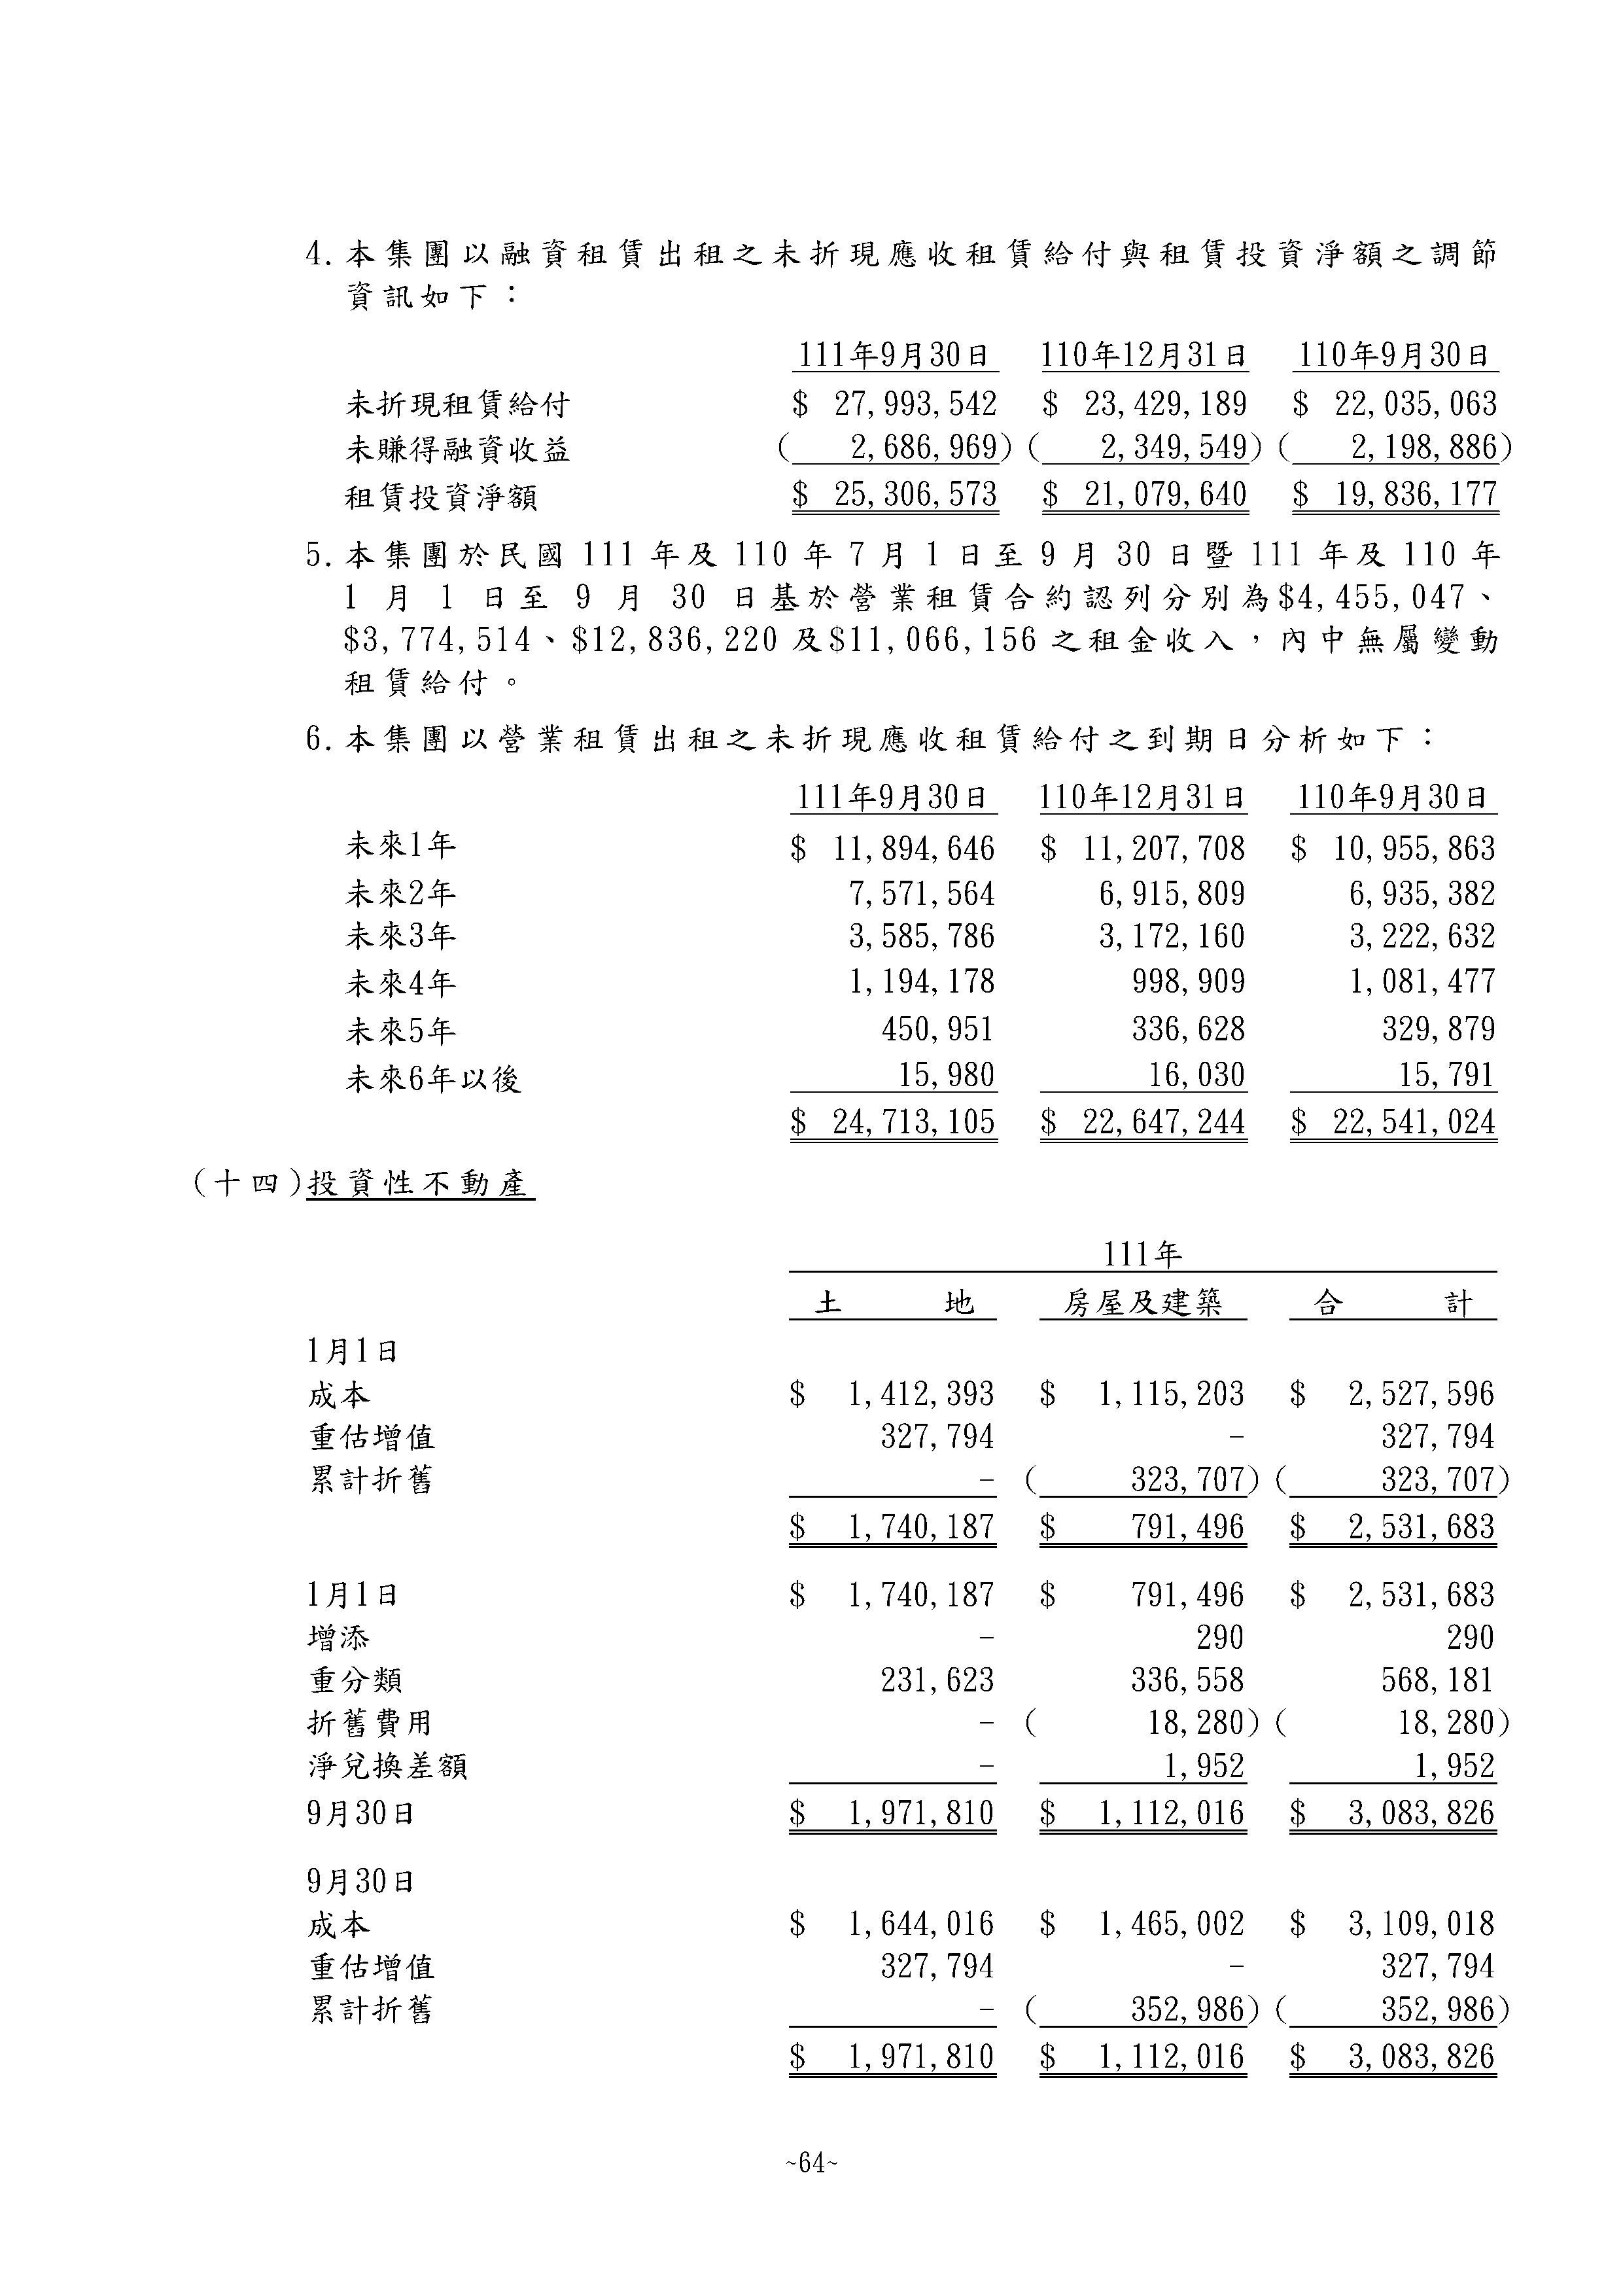 4.本集團以融資租賃出租之未折現應收租賃給付與租賃投資淨額之調節
資訊如下：
111年9月30日 110年12月31日 110年9月30日
未折現租賃給付 $ 27,993,542 $ 23,429,189 $ 22,035,063
未賺得融資收益 ( 2,686,969) ( 2,349,549) ( 2,198,886)
租賃投資淨額 $ 25,306,573 $ 21,079,640 $ 19,836,177
5.本集團於民國 111 年及 110 年 7 月 1 日至 9 月 30 日暨 111 年及 110 年
1 月 1 日至 9 月 30 日基於營業租賃合約認列分別為$4,455,047、
$3,774,514、$12,836,220 及$11,066,156 之租金收入，內中無屬變動
租賃給付。
6.本集團以營業租賃出租之未折現應收租賃給付之到期日分析如下：
111年9月30日 110年12月31日 110年9月30日
未來1年 $ 11,894,646 $ 11,207,708 $ 10,955,863
未來2年 7,571,564 6,915,809 6,935,382
未來3年 3,585,786 3,172,160 3,222,632
未來4年 1,194,178 998,909 1,081,477
未來5年 450,951 336,628 329,879
未來6年以後 15,980 16,030 15,791
$ 24,713,105 $ 22,647,244 $ 22,541,024
(十四)投資性不動產
111年
土地 房屋及建築 合計
1月1日
成本 $ 1,412,393 $ 1,115,203 $ 2,527,596
重估增值 327,794 - 327,794
累計折舊 - ( 323,707) ( 323,707)
$ 1,740,187 $ 791,496 $ 2,531,683
1月1日 $ 1,740,187 $ 791,496 $ 2,531,683
增添 - 290 290
重分類 231,623 336,558 568,181
折舊費用 - ( 18,280) ( 18,280)
淨兌換差額 - 1,952 1,952
9月30日 $ 1,971,810 $ 1,112,016 $ 3,083,826
9月30日
成本 $ 1,644,016 $ 1,465,002 $ 3,109,018
重估增值 327,794 - 327,794
累計折舊 - ( 352,986) ( 352,986)
$ 1,971,810 $ 1,112,016 $ 3,083,826
~64~